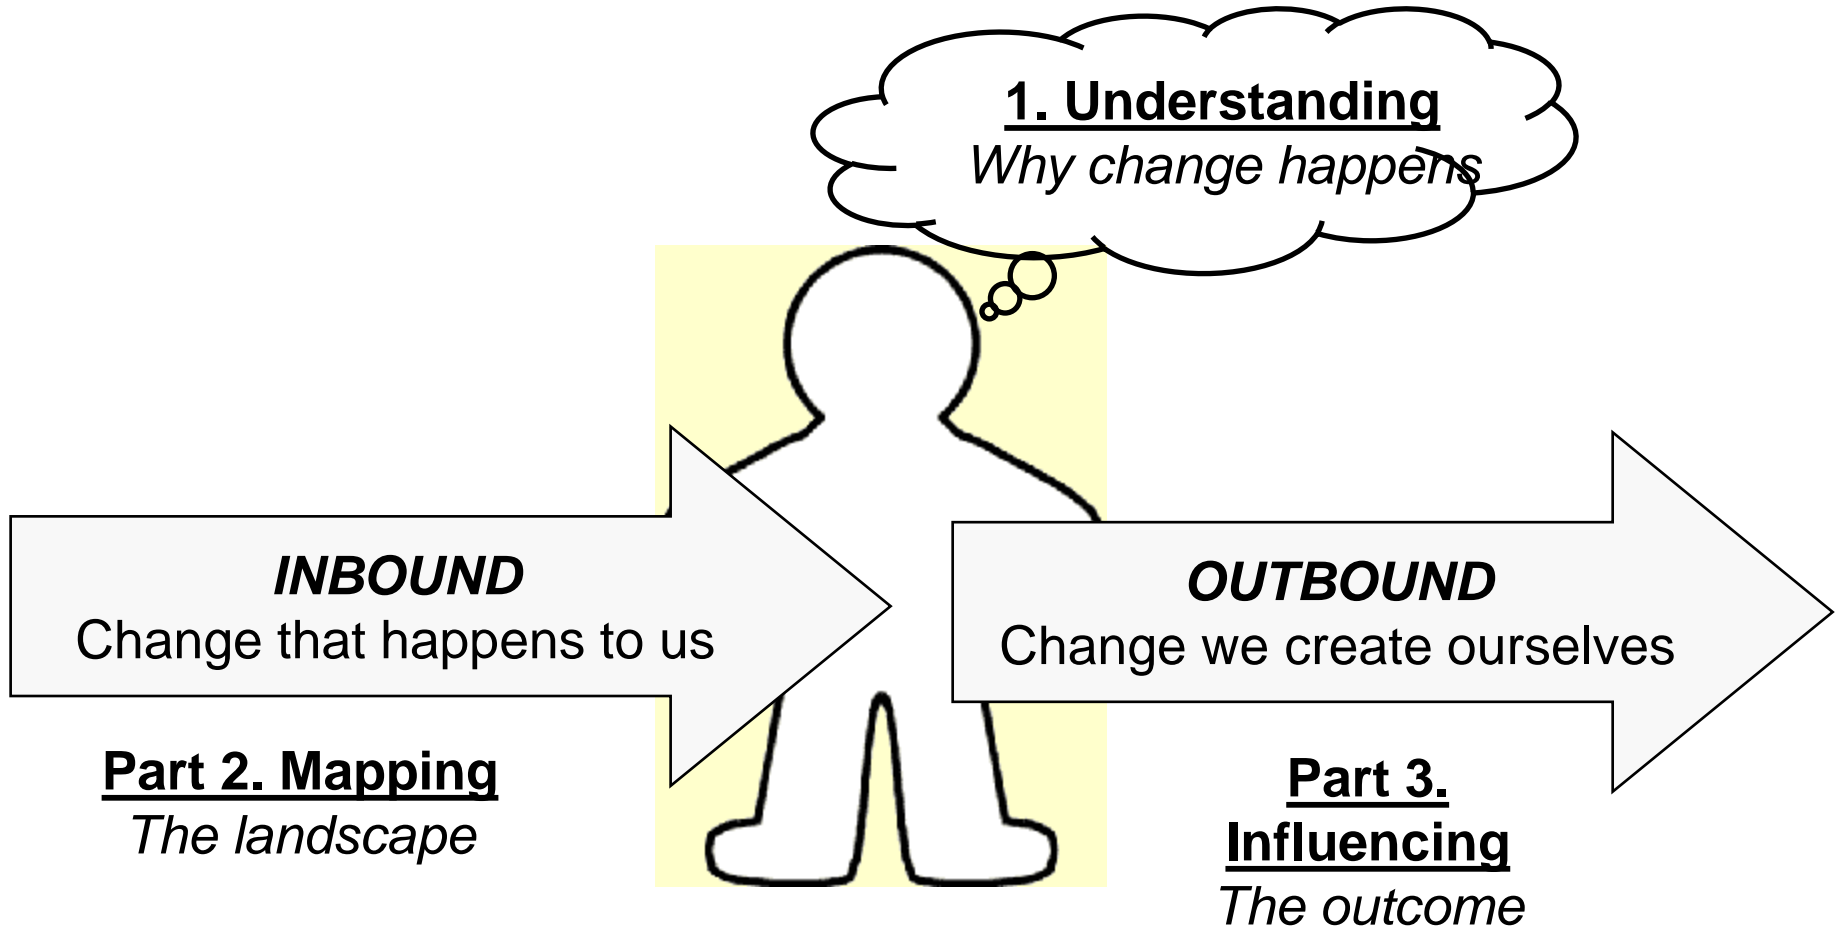 1. Understanding
Why change happens
INBOUND
Change that happens to us
OUTBOUND
Change we create ourselves
Part 2. Mapping
The landscape
Part 3.
Influencing
The outcome